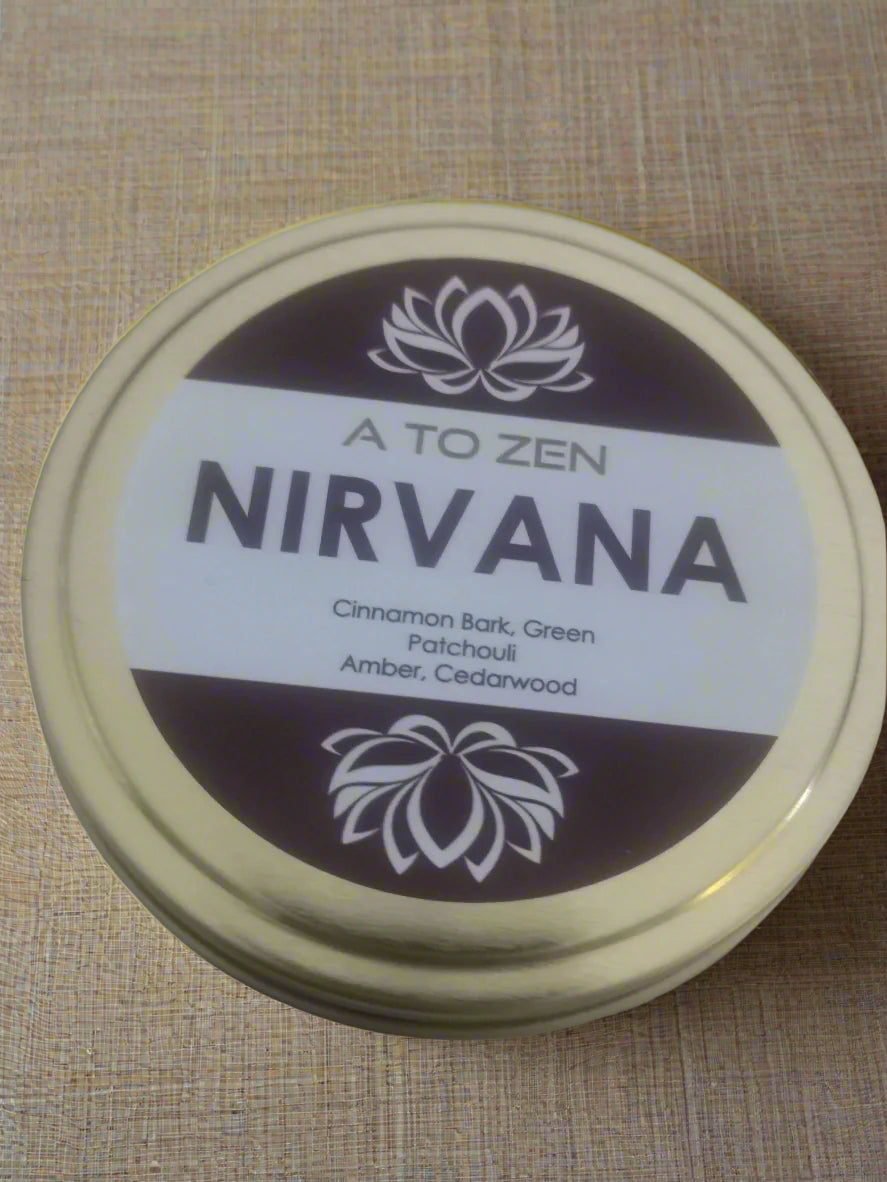 A TO ZEN
NIRVANA
Cinnamon Bark, Green
Patchouli
Amber, Cedarwood